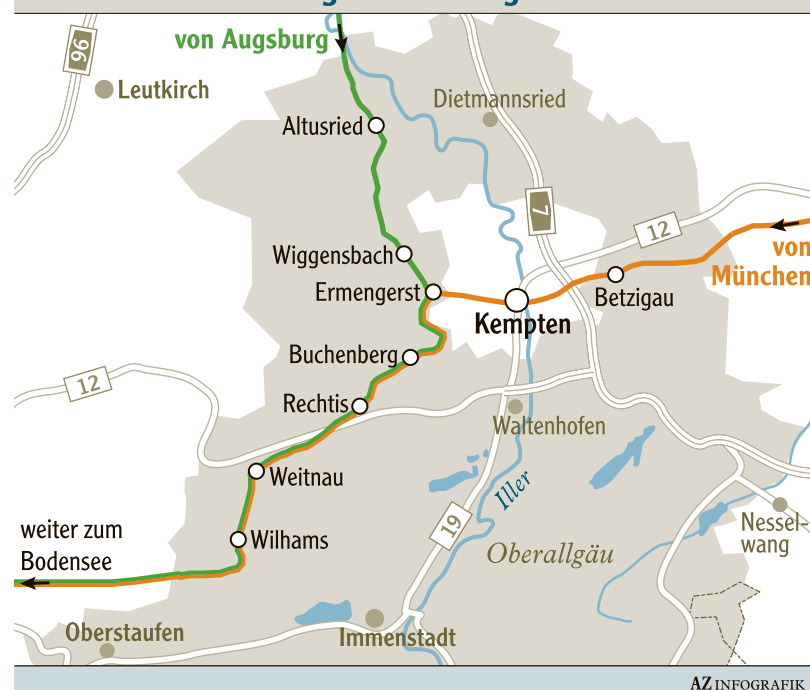 96
von Augsburg
Leutkirch
Dietmannsried
Altusried
7
12
Wiggensbach
von
München
Ermengerst
Betzigau
Kempten
Buchenberg
12
Rechtis
Waltenhofen
Weitnau
Iller
19
weiter zum
Bodensee
Wilhams
Nessel-
wang
Oberallgäu
Oberstaufen
Immenstadt
AZ INFOGRAFIK